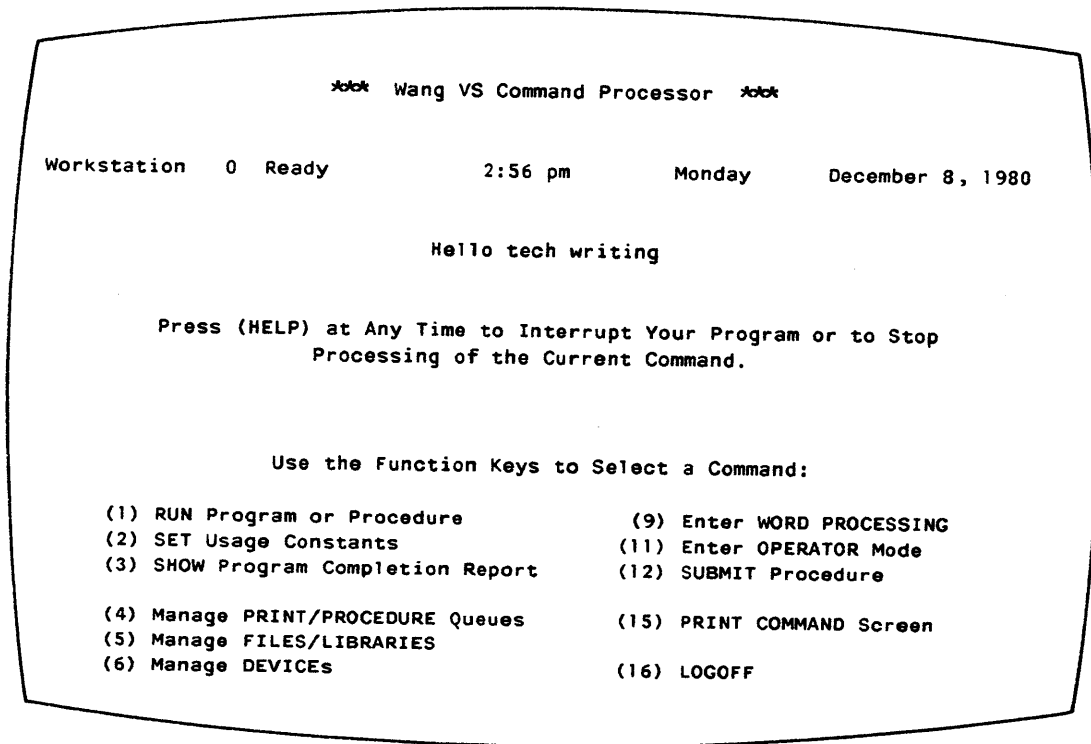 *** Wang VS Command Processor ***
Workstation 0 Ready 2:56 pm Monday December 8, 1980
Hello tech writing
Press (HELP) at Any Time to Interrupt Your Program or to Stop
Processing of the Current Command.
Use the Function Keys to Select a Command:
(1) RUN Program or Procedure (9) Enter WORD PROCESSING
(2) SET Usage Constants (11) Enter OPERATOR Mode
(3) SHOW Program Completion Report (12) SUBMIT Procedure
(4) Manage PRINT/PROCEDURE Queues (15) PRINT COMMAND Screen
(5) Manage FILES/LIBRARIES
(6) Manage DEVICEs (16) LOGOFF